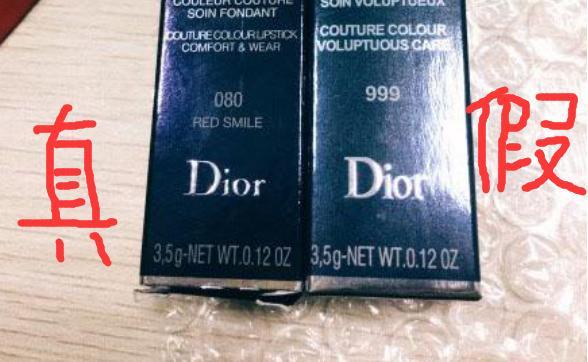 COULEUR COUTURE
SOIN FONDANT
COUTURE COLOUR LIPSTICK
COMFORT & WEAR
080
RED SMILE
Dior
3,5g-NET WT.0.12 OZ
SOIN VOLUPTUEUX
COUTURE COLOUR
VOLUPTUOUS CARE
999
Dior
3,5g-NET WT.0.12 OZ
真
假